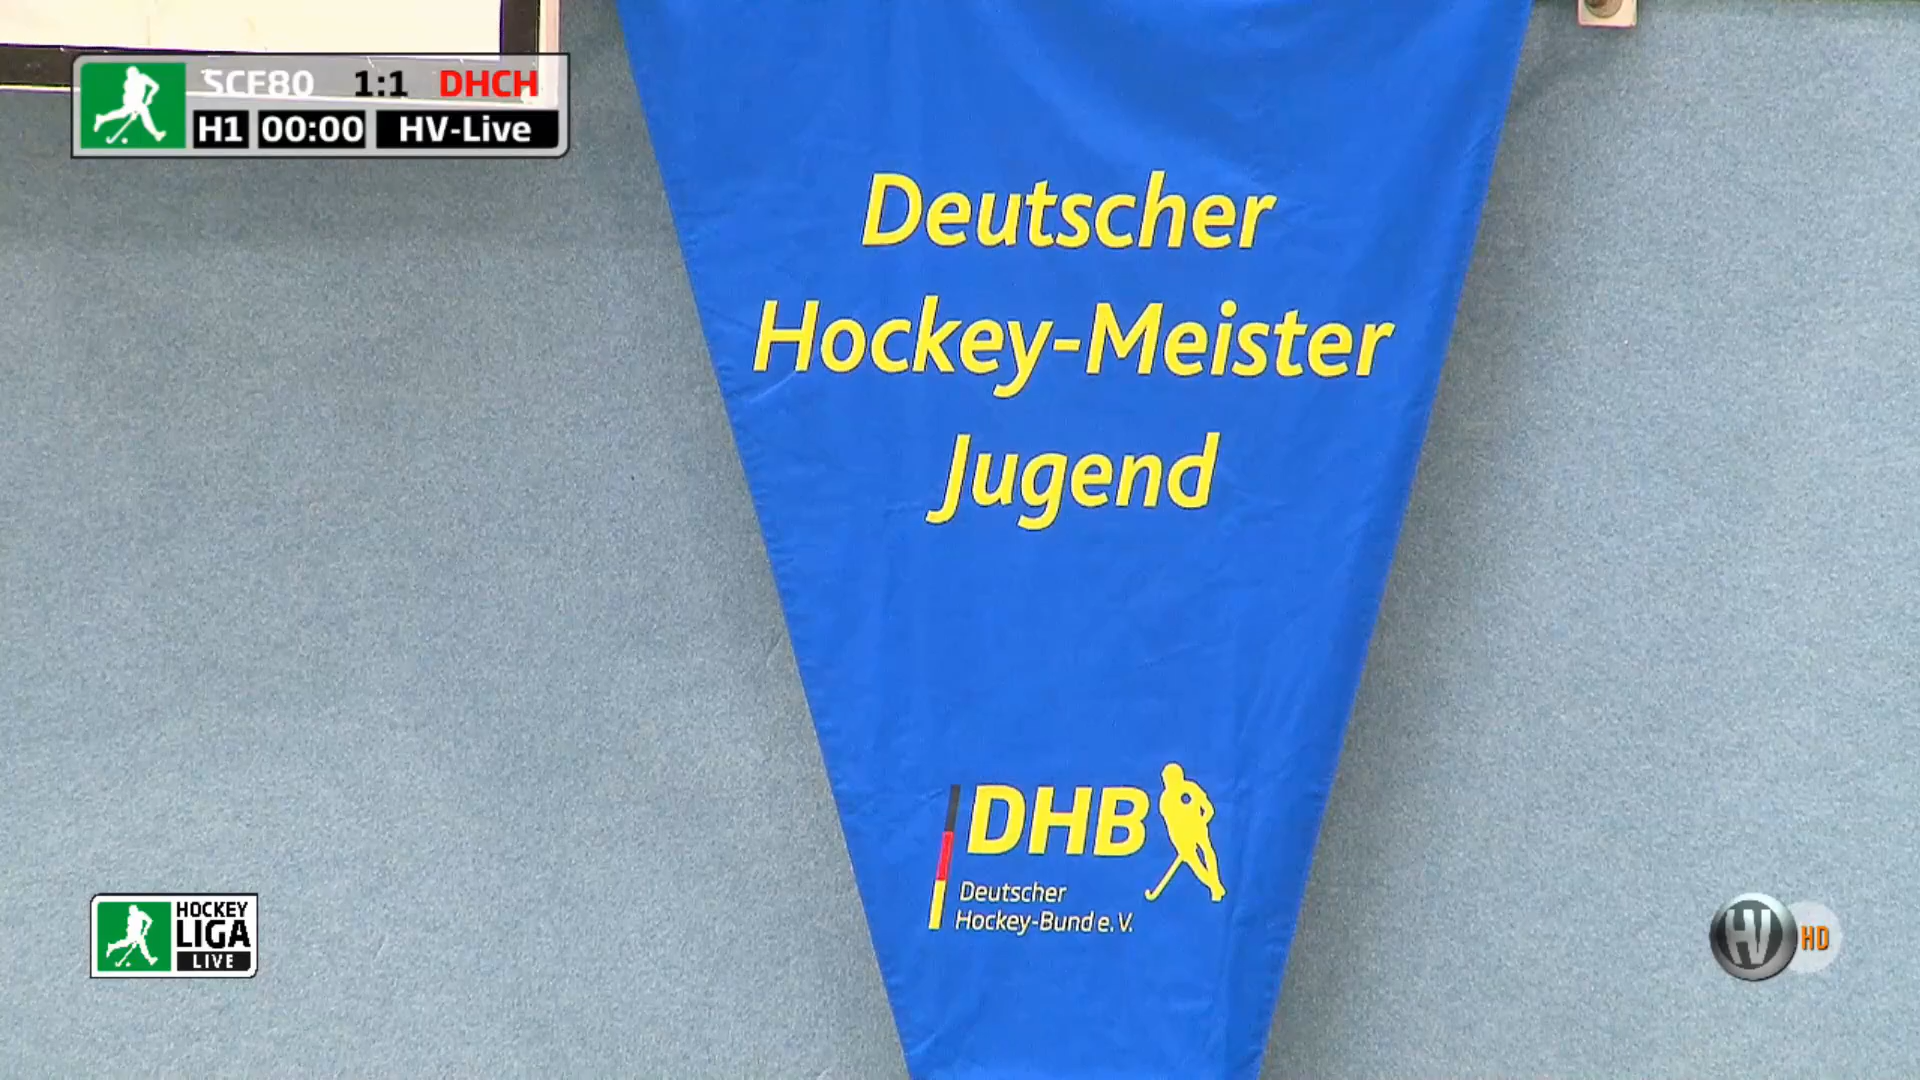 SCF80 1:1 DHCH
H1 00:00 HV-Live
Deutscher
Hockey-Meister
Jugend
DHB
Deutscher
Hockey-Bund e. V.
HOCKEY
LIGA
LIVE
HV HD